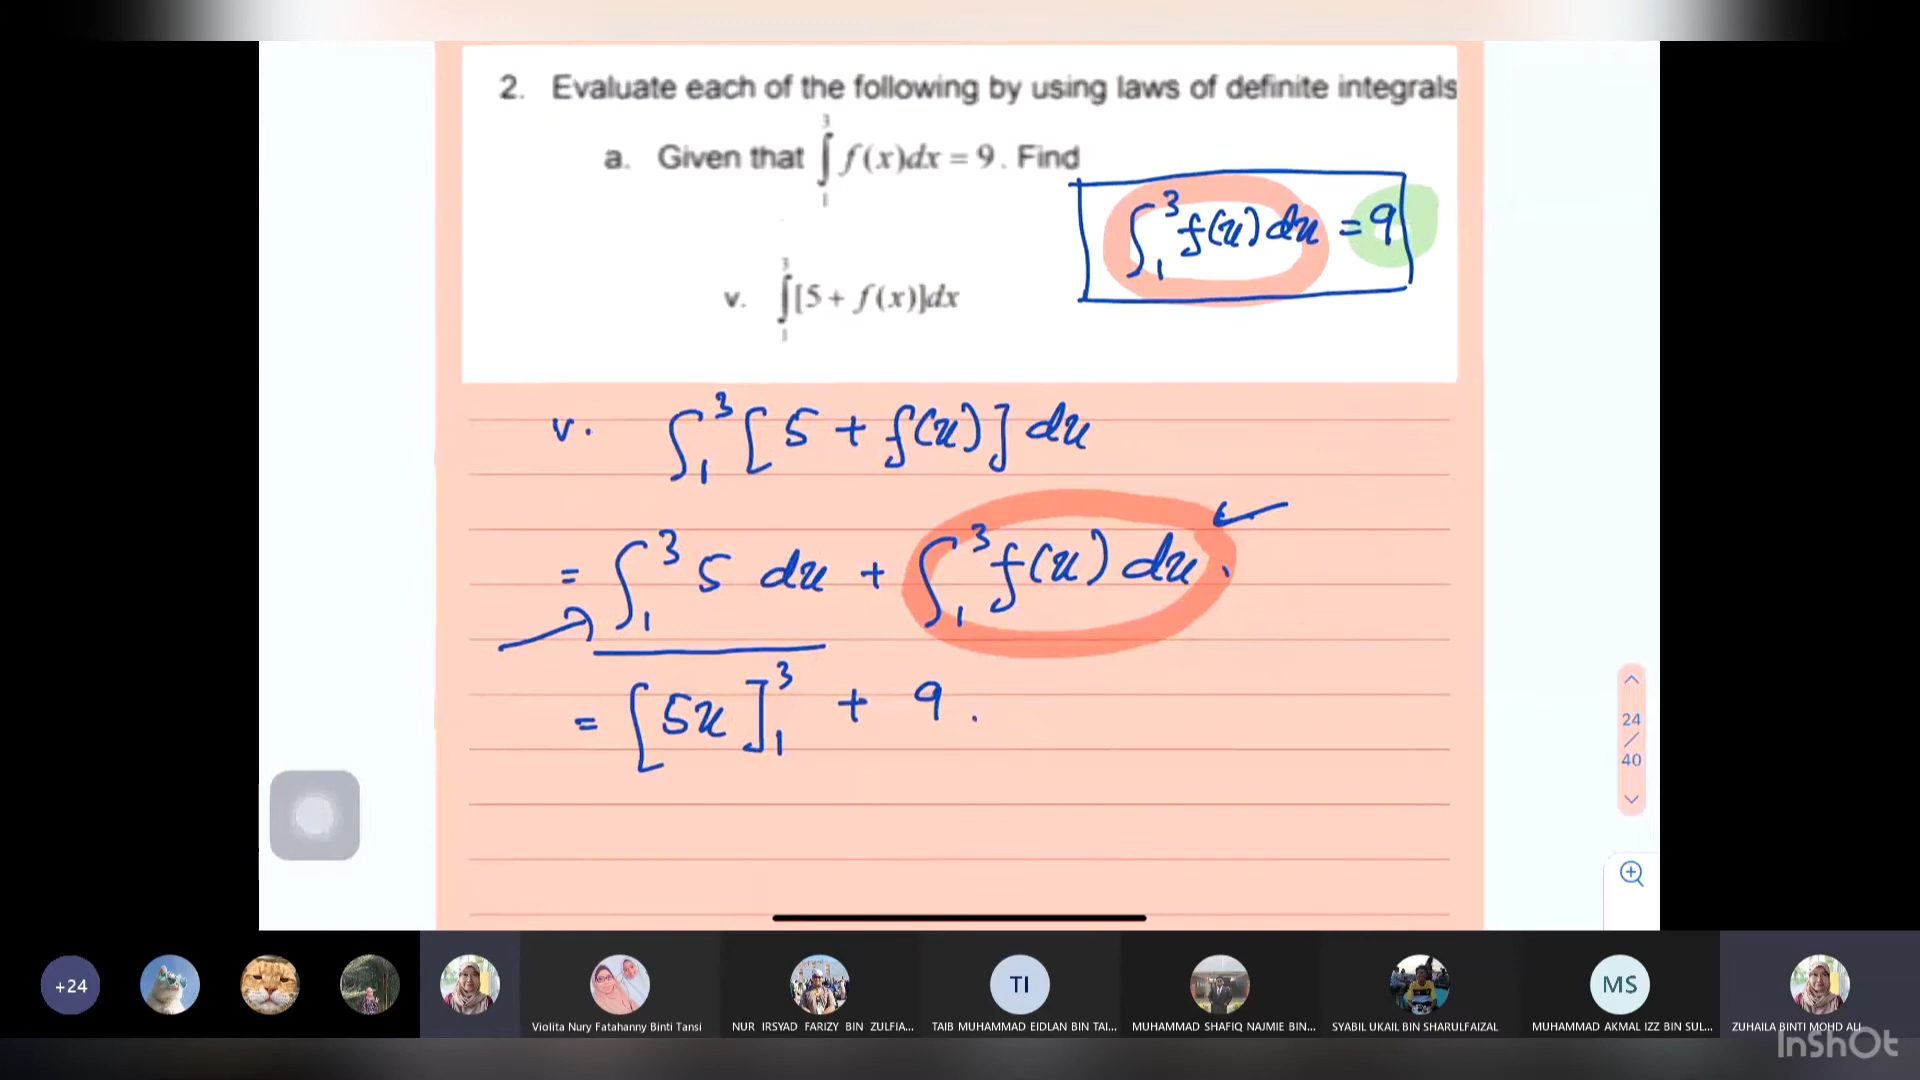 2. Evaluate each of the following by using laws of definite integrals
a. Given that ∫₁³ f(x)dx = 9. Find
∫₁³ f(x) dx = 9
v. ∫₁³ [5 + f(x)]dx
v. ∫₁³ [5 + f(x)] dx
= ∫₁³ 5 dx + ∫₁³ f(x) dx.
= [5x]₁³ + 9.
24
/
40
+24
TI
MS
Violita Nury Fatahanny Binti Tansi
NUR IRSYAD FARIZY BIN ZULFIA...
TAIB MUHAMMAD EIDLAN BIN TAI...
MUHAMMAD SHAFIQ NAJMIE BIN...
SYABIL UKAIL BIN SHARULFAIZAL
MUHAMMAD AKMAL IZZ BIN SUL...
ZUHAILA BINTI MOHD ALI
InShOt